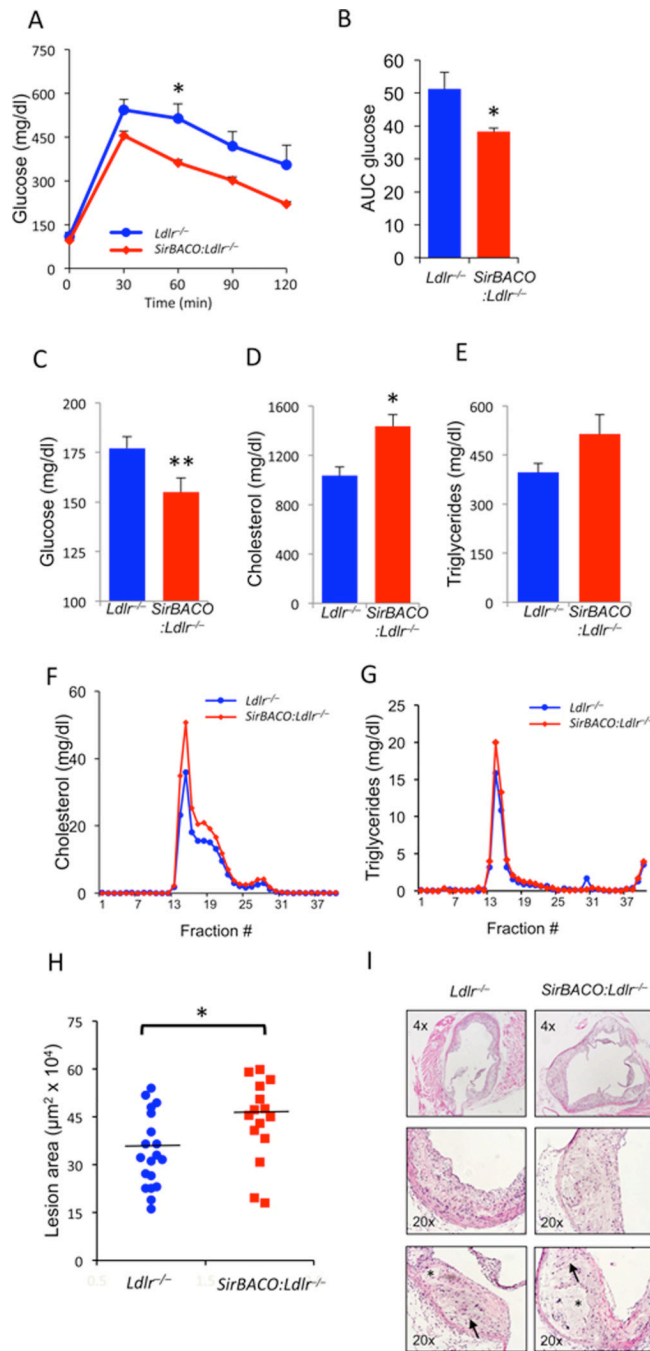 A
B
750
600
450
300
150
0
Glucose (mg/dl)
*
Ldlr⁻/⁻
SirBACO:Ldlr⁻/⁻
0 30 60 90 120
Time (min)
60
50
40
30
20
10
0
AUC glucose
*
Ldlr⁻/⁻ SirBACO
:Ldlr⁻/⁻
C
D
E
200
175
150
125
100
Glucose (mg/dl)
**
Ldlr⁻/⁻ SirBACO
:Ldlr⁻/⁻
1600
1200
800
400
0
Cholesterol (mg/dl)
*
Ldlr⁻/⁻ SirBACO
:Ldlr⁻/⁻
600
450
300
150
0
Triglycerides (mg/dl)
Ldlr⁻/⁻ SirBACO
:Ldlr⁻/⁻
F
G
60
40
20
0
Cholesterol (mg/dl)
Ldlr⁻/⁻
SirBACO:Ldlr⁻/⁻
1 7 13 19 25 31 37
Fraction #
25
20
15
10
5
0
Triglycerides (mg/dl)
Ldlr⁻/⁻
SirBACO:Ldlr⁻/⁻
1 7 13 19 25 31 37
Fraction #
H
I
75
60
45
30
15
0
Lesion area (µm² x 10⁴)
*
0.5 Ldlr⁻/⁻ 1.5 SirBACO:Ldlr⁻/⁻
Ldlr⁻/⁻ SirBACO:Ldlr⁻/⁻
4x 4x
20x 20x
* *
20x 20x